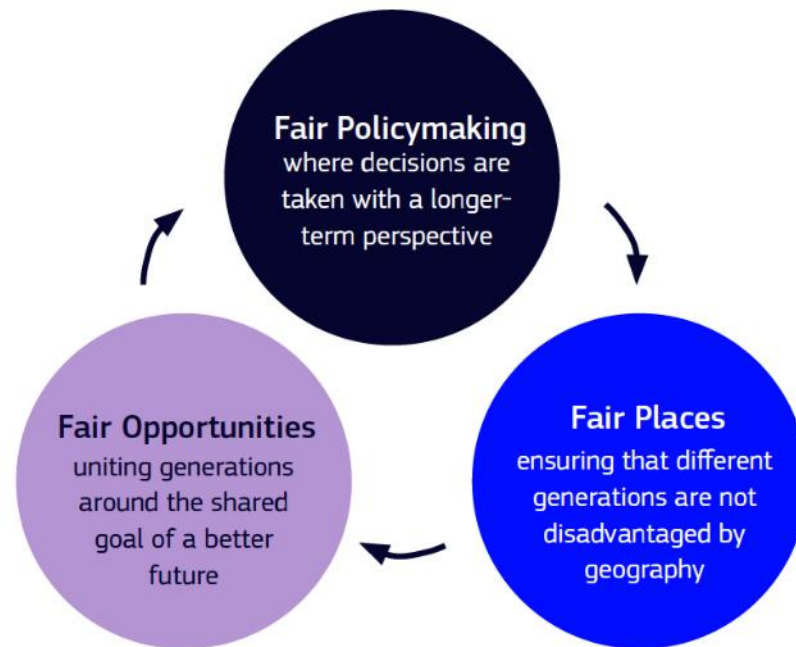 Fair Policymaking
where decisions are
taken with a longer-
term perspective
Fair Opportunities
uniting generations
around the shared
goal of a better
future
Fair Places
ensuring that different
generations are not
disadvantaged by
geography